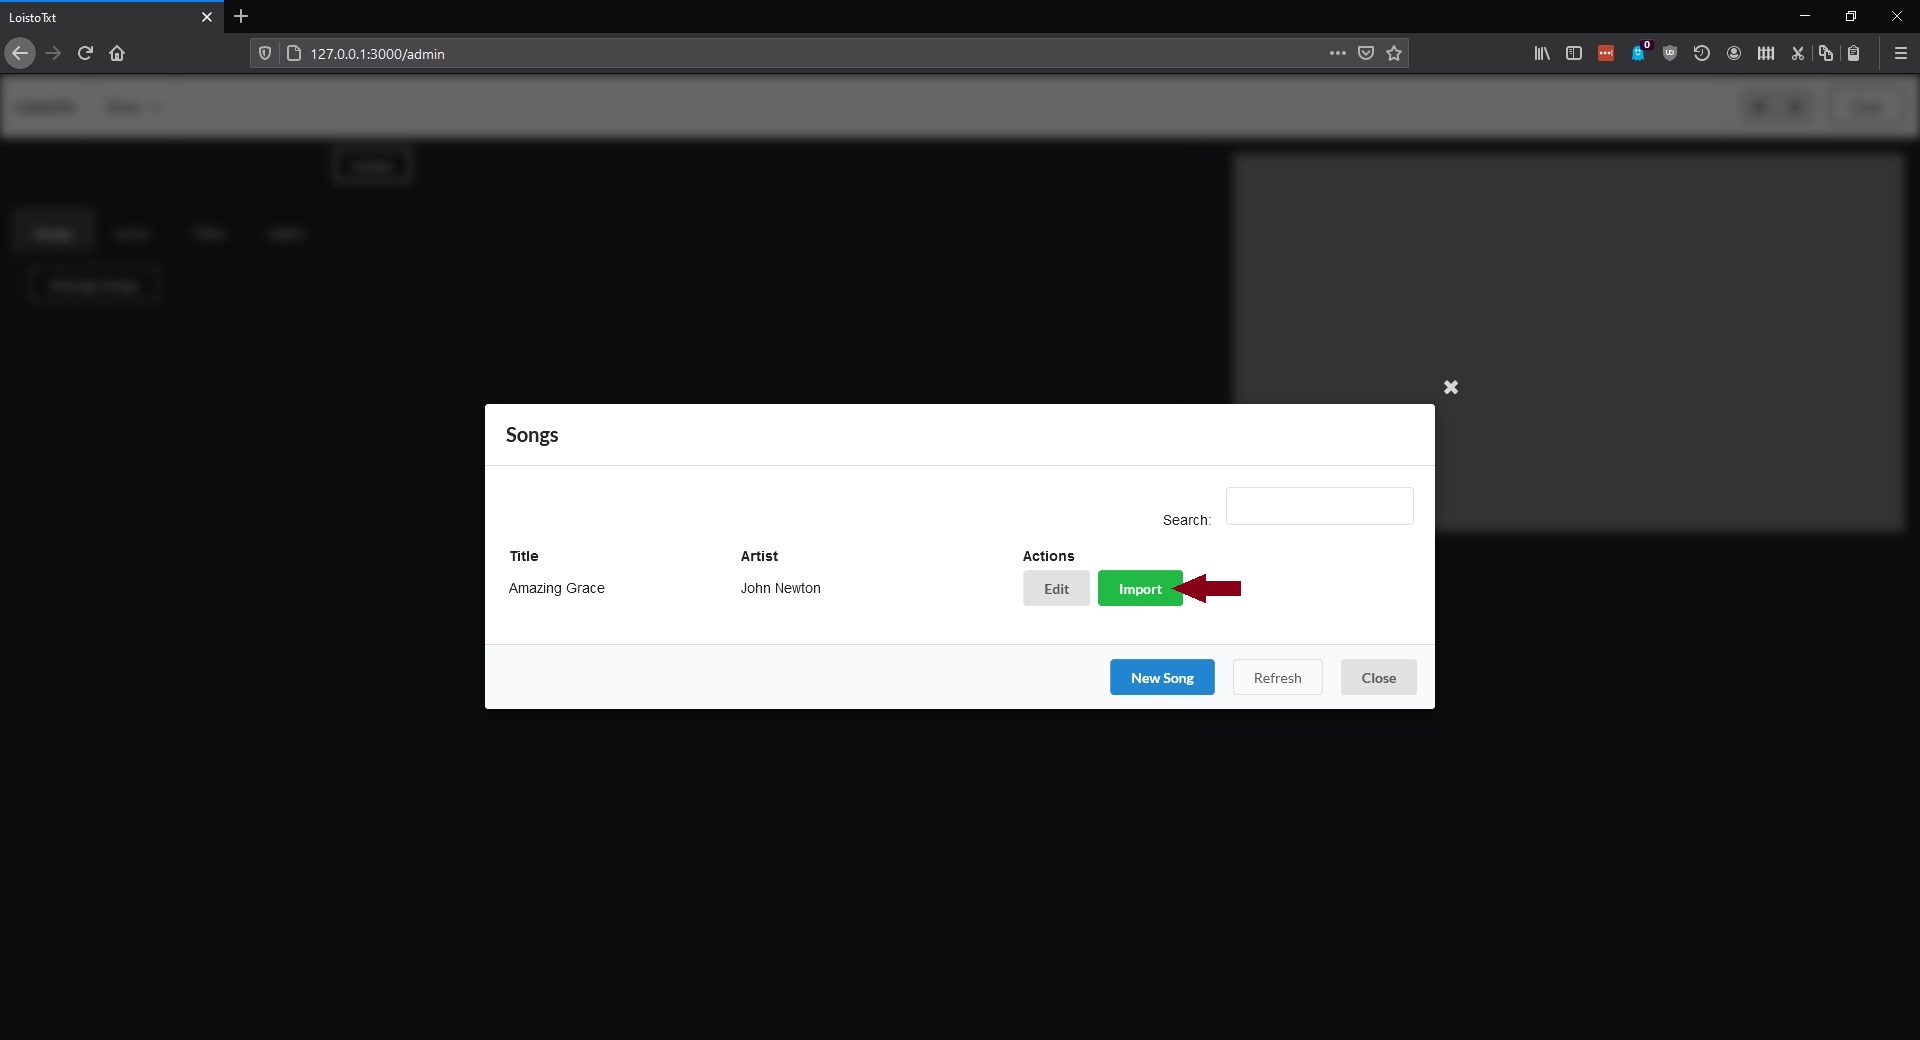 LoistoTxt
127.0.0.1:3000/admin
0
Songs
Search:
Title Artist Actions
Amazing Grace John Newton Edit Import
New Song Refresh Close